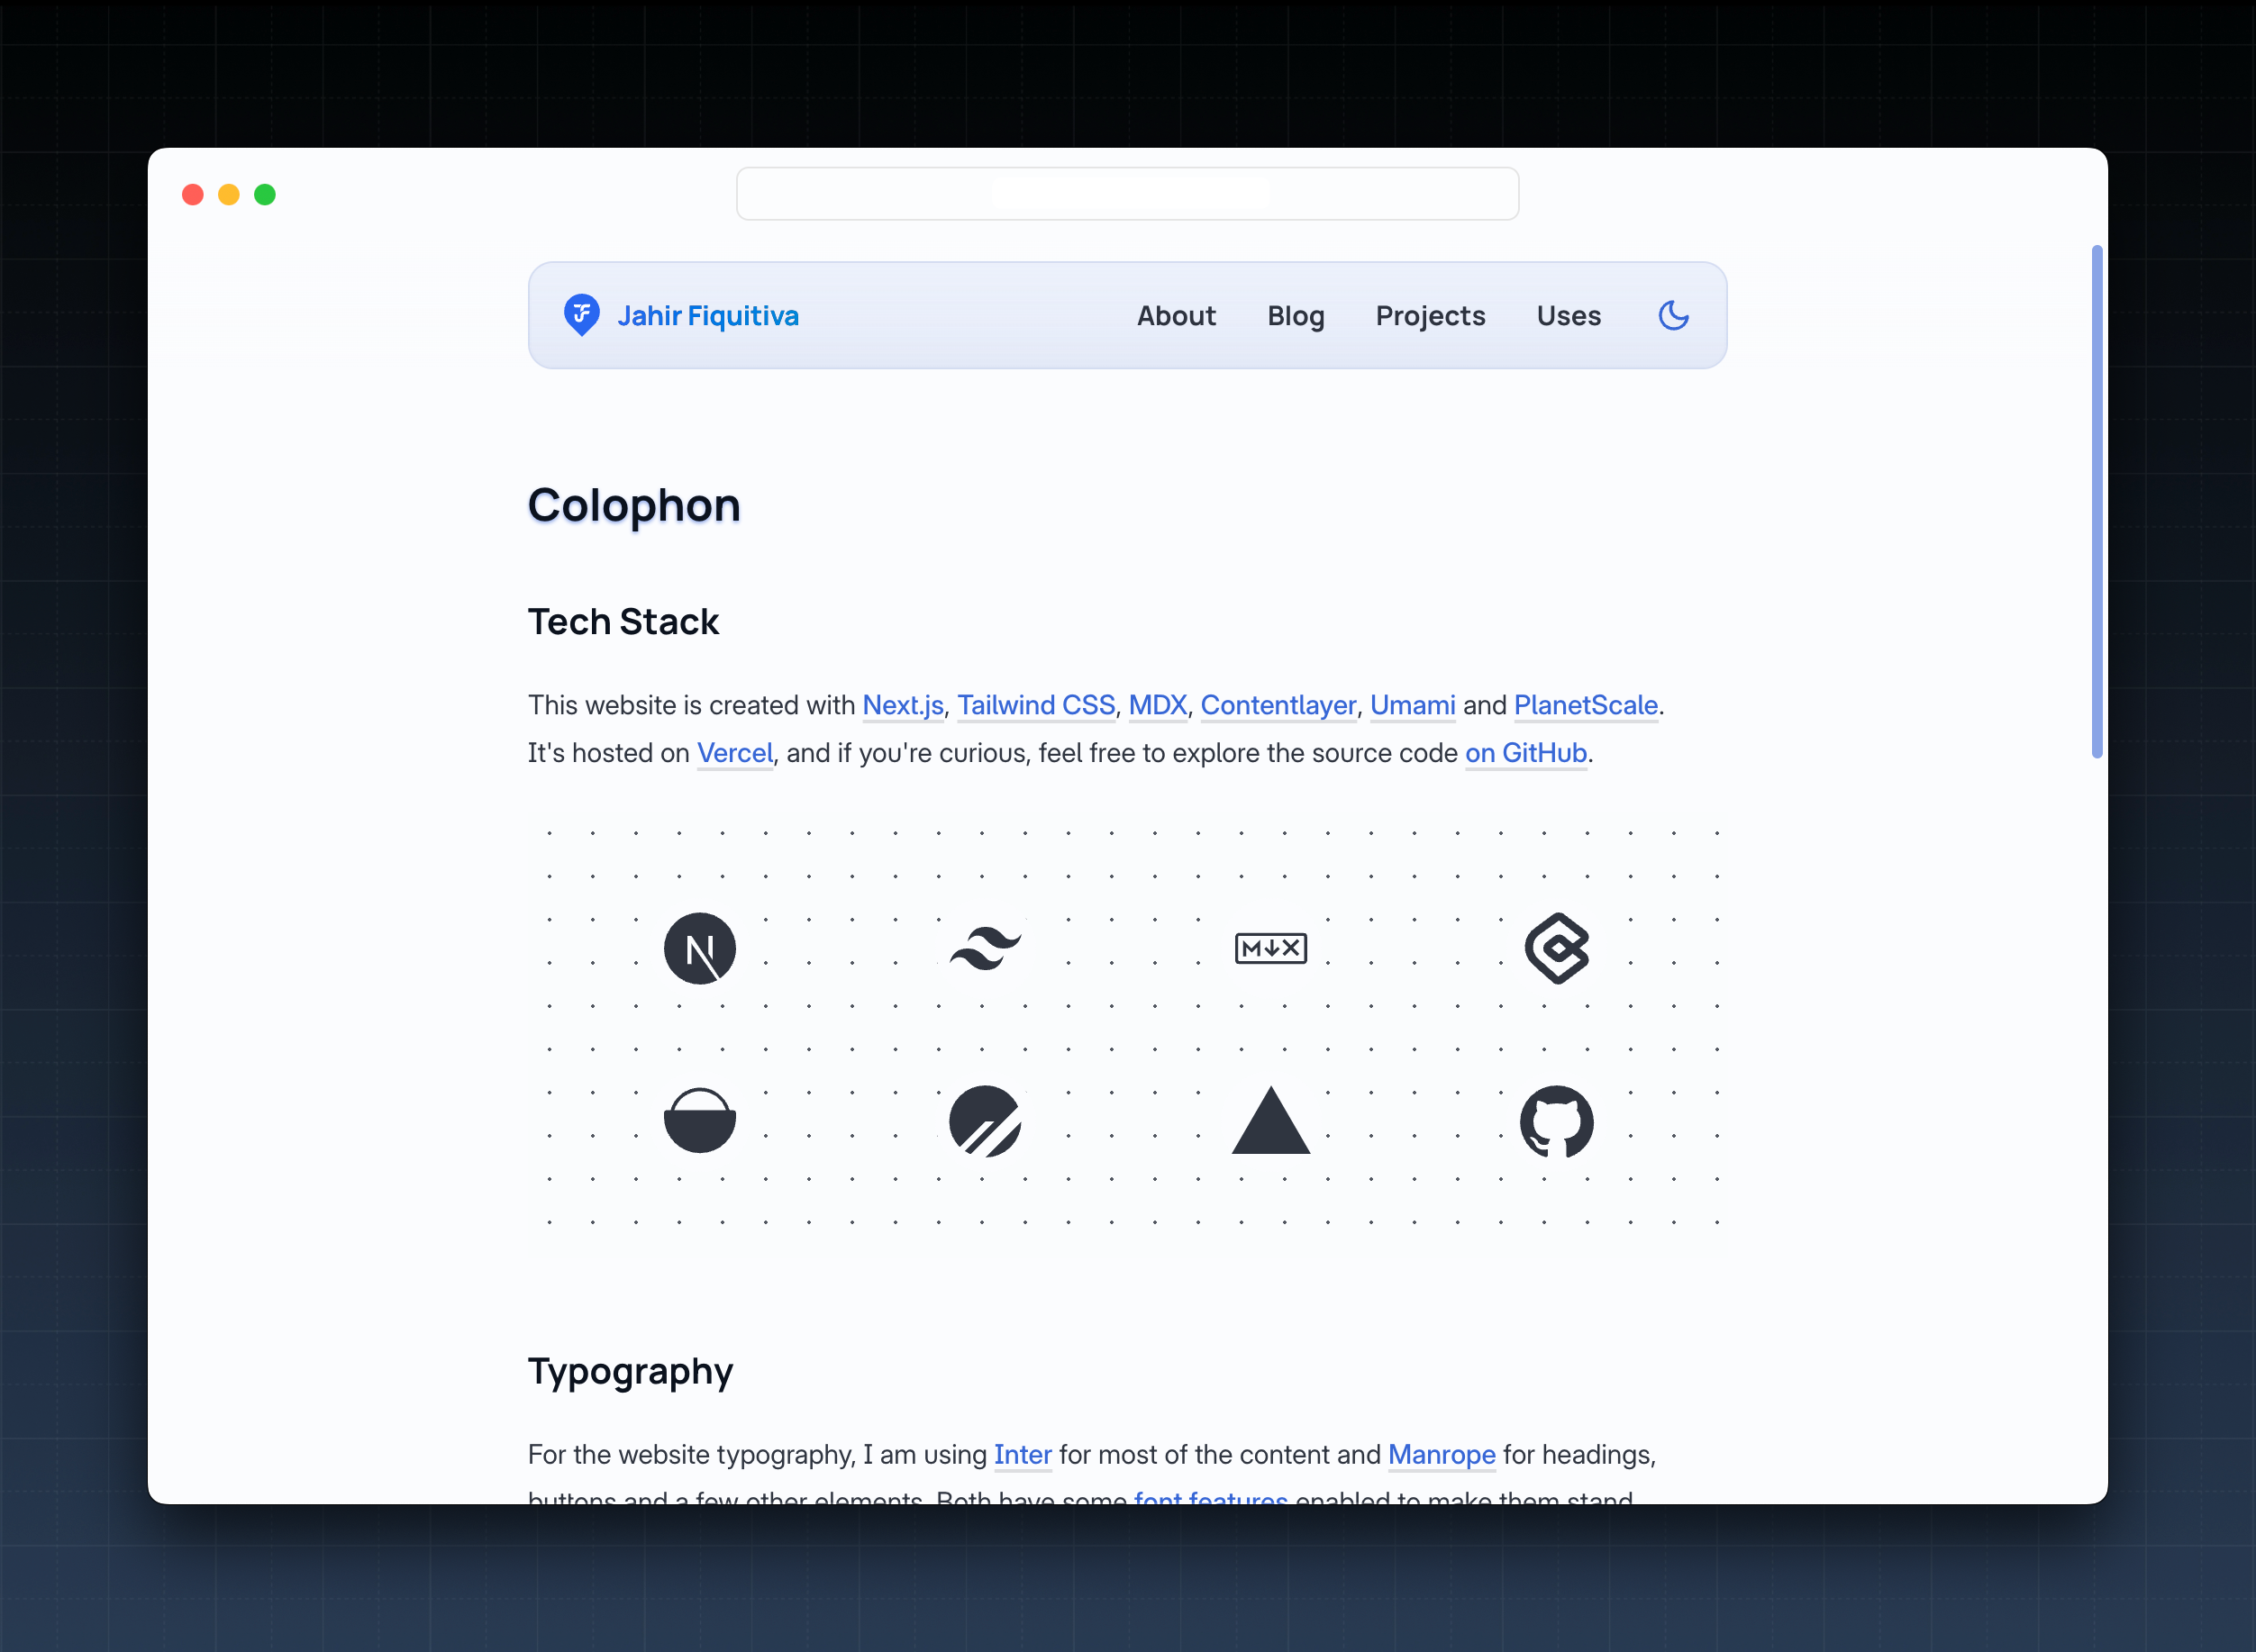 Jahir Fiquitiva
About Blog Projects Uses
Colophon
Tech Stack
This website is created with Next.js, Tailwind CSS, MDX, Contentlayer, Umami and PlanetScale.
It's hosted on Vercel, and if you're curious, feel free to explore the source code on GitHub.
N
M↓X
Typography
For the website typography, I am using Inter for most of the content and Manrope for headings,
buttons and a few other elements. Both have some font features enabled to make them stand